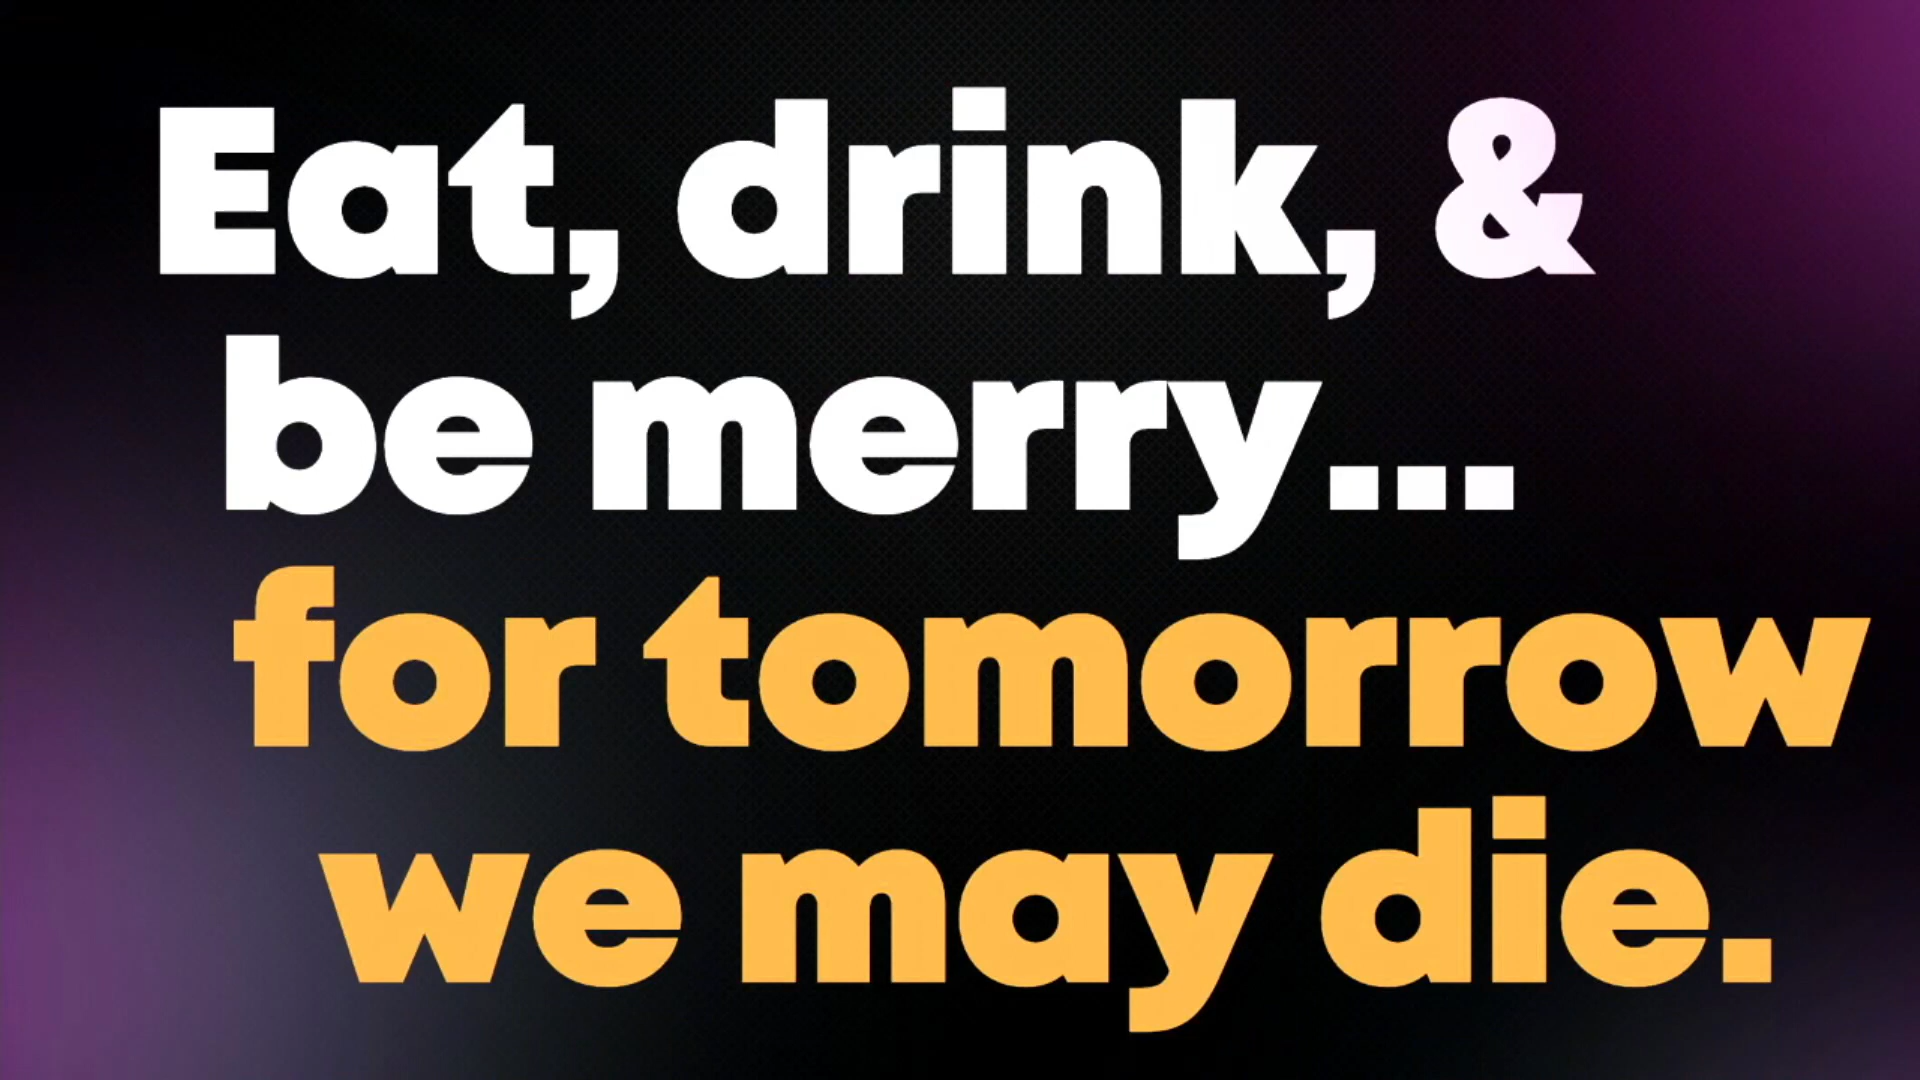 Eat, drink, &
be merry...
for tomorrow
we may die.